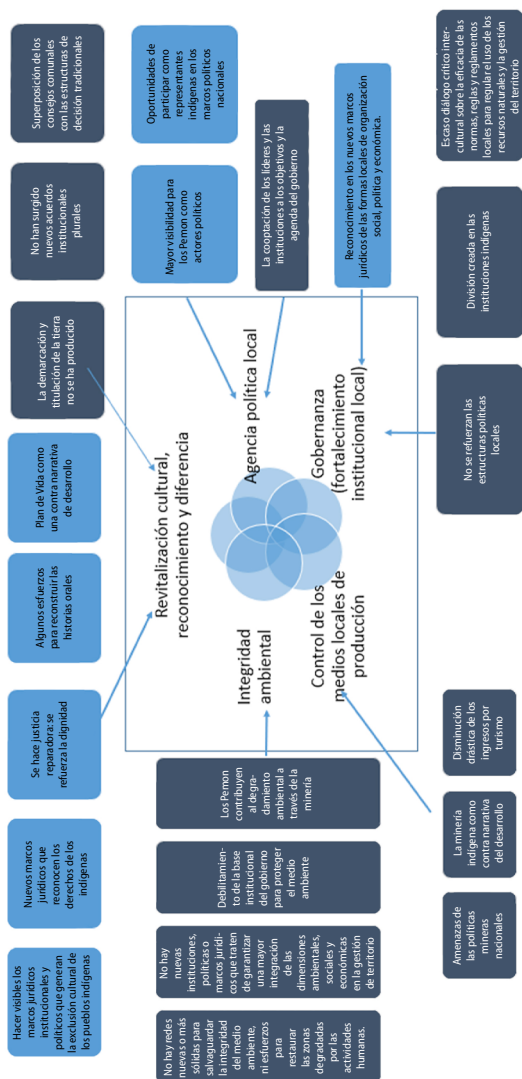 Hacer visibles los
marcos jurídicos
institucionales y
políticos que generan
la exclusión cultural de
los pueblos indígenas
Nuevos marcos
jurídicos que
reconocen los
derechos de los
indígenas
Se hace justicia
reparadora: se
refuerza la dignidad
Algunos esfuerzos
para reconstruir las
historias orales
Plan de Vida como
una contra narrativa
de desarrollo
La demarcación y
titulación de la tierra
no se ha producido
No han surgido
nuevos acuerdos
institucionales
plurales
Superposición de los
consejos comunales
con las estructuras de
decisión tradicionales
No hay redes
nuevas o más
sólidas para
salvaguardar
la integridad
del medio
ambiente,
ni esfuerzos
para
restaurar
las zonas
degradadas
por las
actividades
humanas.
No hay
nuevas
instituciones,
políticas o
marcos jurídi-
cos que traten
de garantizar
una mayor
integración
de las
dimensiones
ambientales,
sociales y
económicas
en la gestión
de territorio
Debilitamien-
to de la base
institucional
del gobierno
para proteger
el medio
ambiente
Los Pemon
contribuyen
al degra-
damiento
ambiental a
través de la
minería
Revitalización cultural,
reconocimiento y diferencia
Integridad
ambiental
Agencia política local
Control de los
medios locales de
producción
Gobernanza
(fortalecimiento
institucional local)
Mayor visibilidad para
los Pemon como
actores políticos
Oportunidades de
participar como
representantes
indígenas en los
marcos políticos
nacionales
La cooptación de los líderes y las
instituciones a los objetivos y la
agenda del gobierno
Reconocimiento en los nuevos marcos
jurídicos de las formas locales de organización
social, política y económica.
Amenazas de
las políticas
mineras
nacionales
La minería
indígena como
contra narrativa
del desarrollo
Disminución
drástica de los
ingresos por
turismo
No se refuerzan las
estructuras políticas
locales
División creada en las
instituciones indígenas
Escaso diálogo crítico inter-
cultural sobre la eficacia de las
normas, reglas y reglamentos
locales para regular el uso de los
recursos naturales y la gestión
del territorio